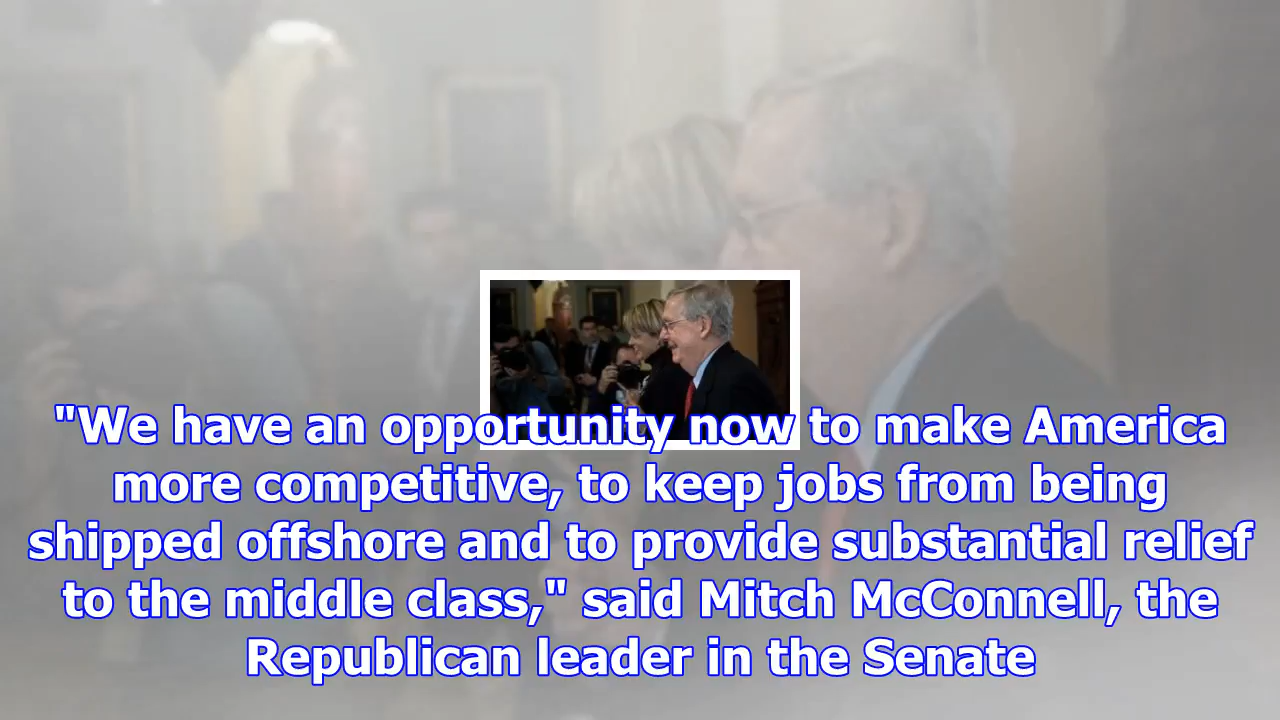 "We have an opportunity now to make America
more competitive, to keep jobs from being
shipped offshore and to provide substantial relief
to the middle class," said Mitch McConnell, the
Republican leader in the Senate